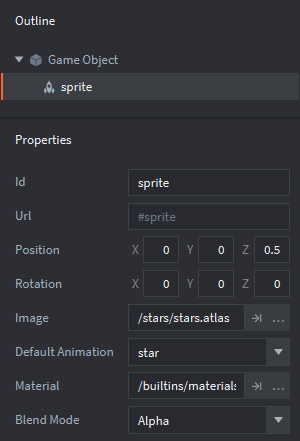 Outline
Game Object
sprite
Properties
Id sprite
Url #sprite
Position X 0 Y 0 Z 0.5
Rotation X 0 Y 0 Z 0
Image /stars/stars.atlas ...
Default Animation star
Material /builtins/materials ...
Blend Mode Alpha